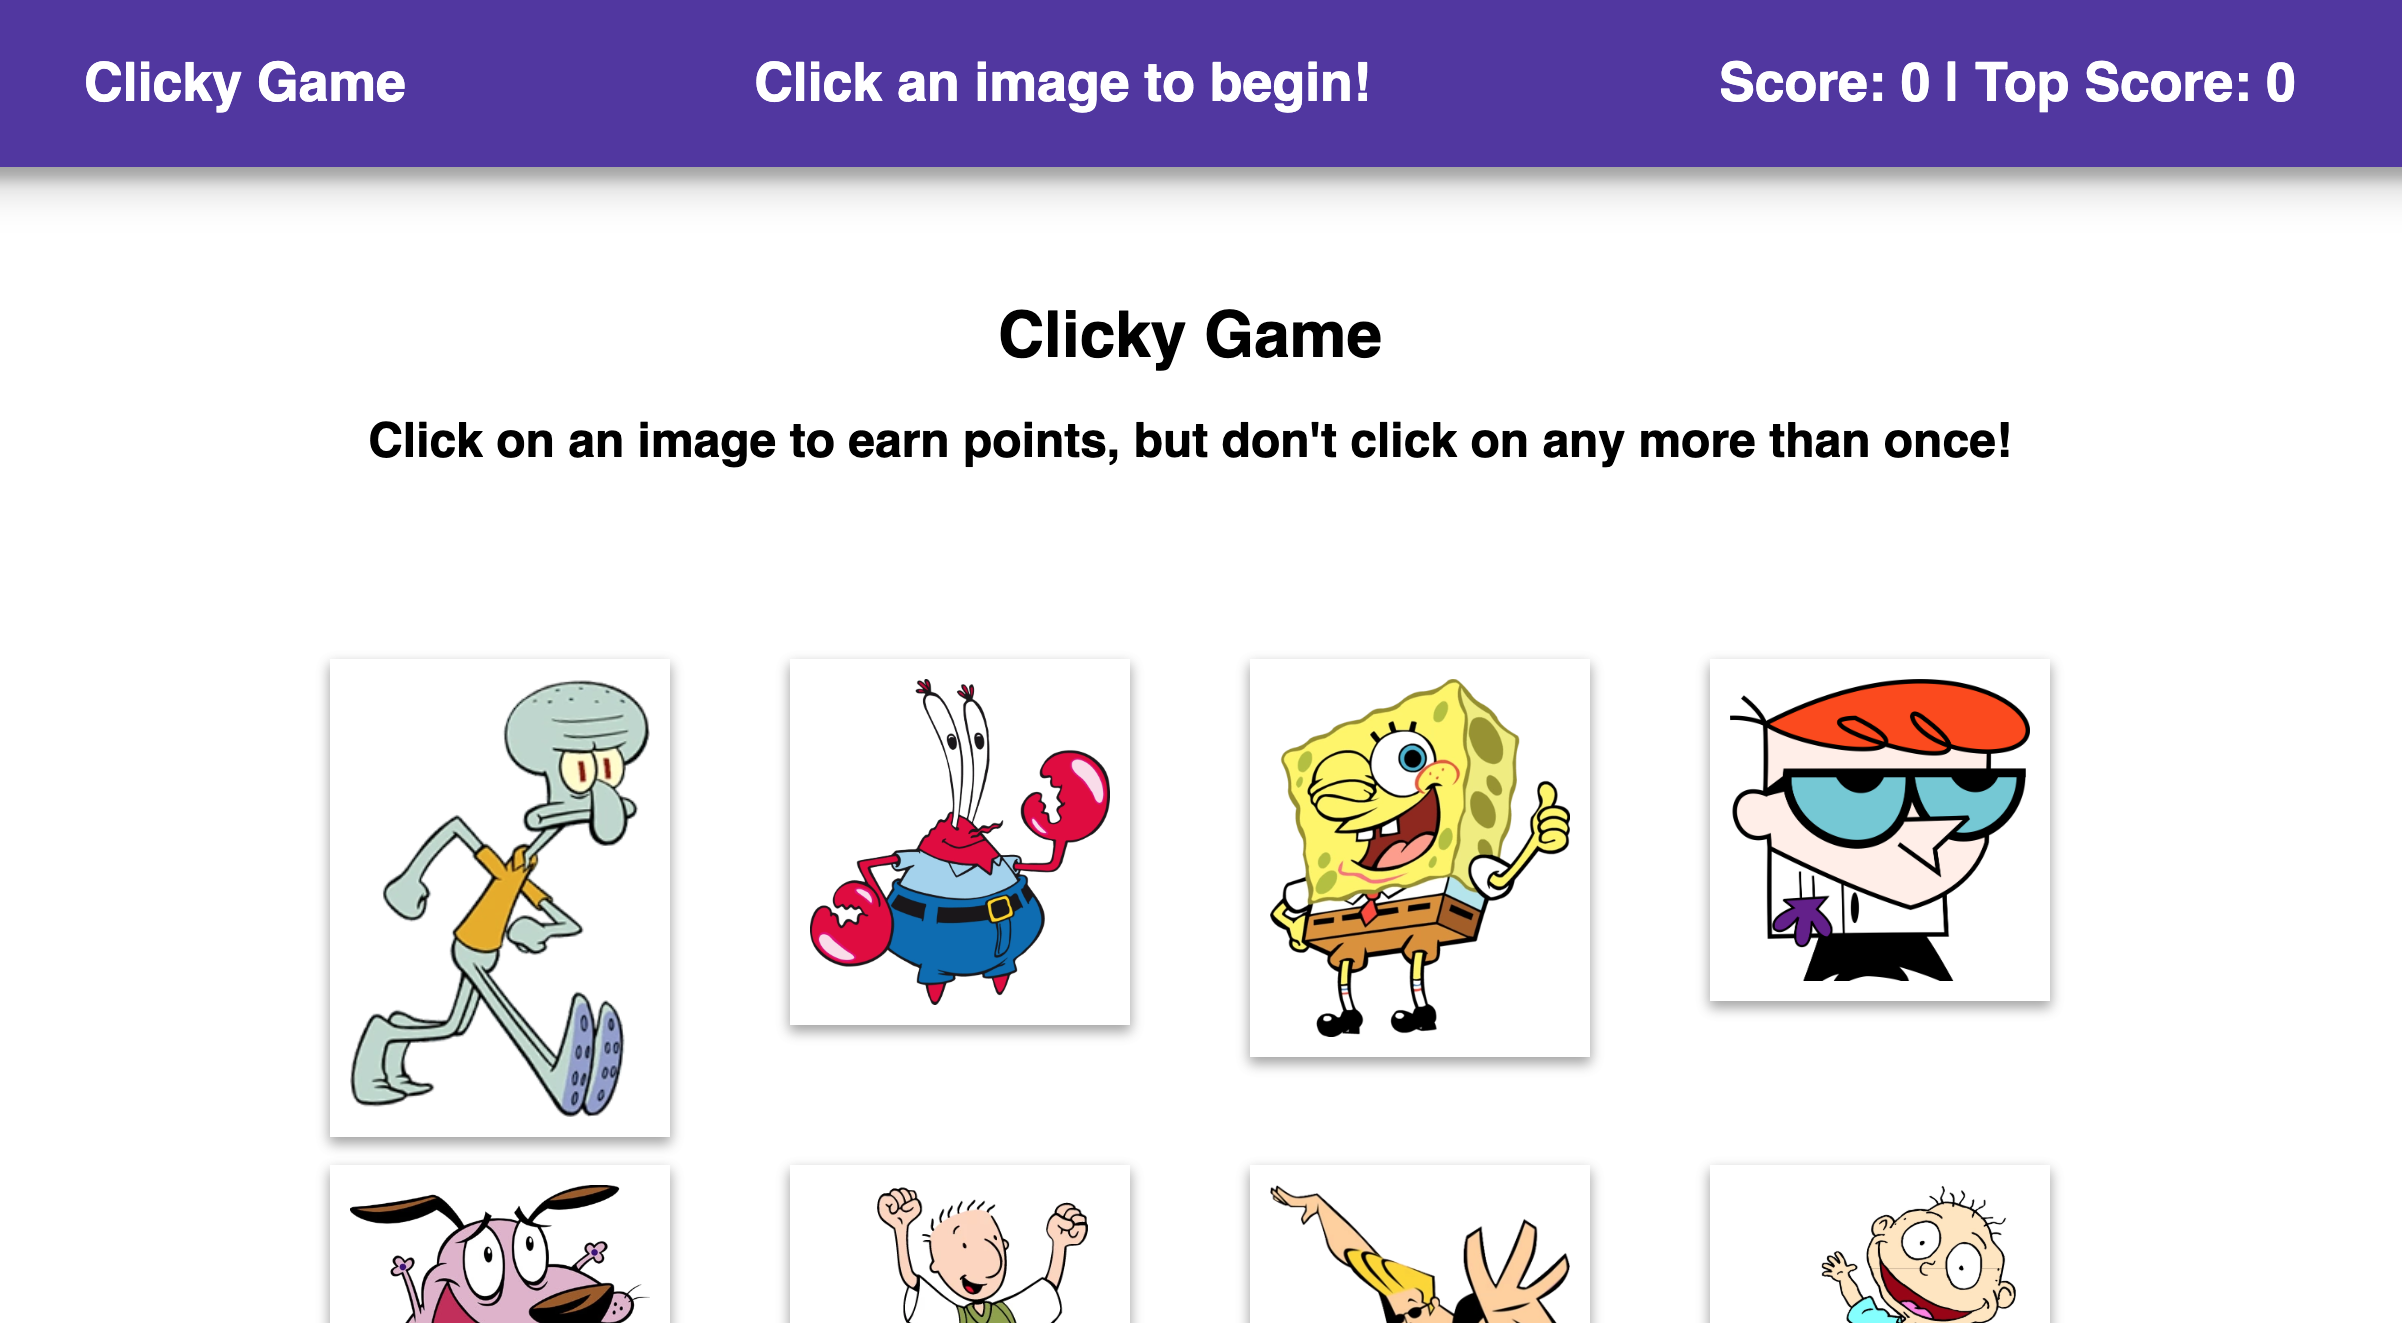 Clicky Game
Click an image to begin!
Score: 0 | Top Score: 0
Clicky Game
Click on an image to earn points, but don't click on any more than once!